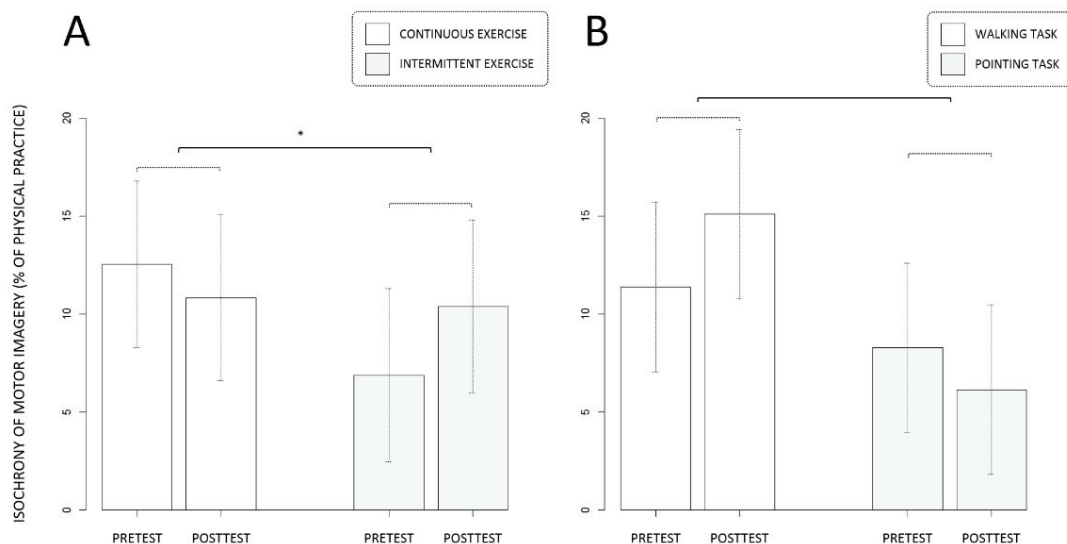 A
CONTINUOUS EXERCISE
INTERMITTENT EXERCISE
B
WALKING TASK
POINTING TASK
ISOCHRONY OF MOTOR IMAGERY (% OF PHYSICAL PRACTICE)
20
15
10
5
0
*
PRETEST POSTTEST PRETEST POSTTEST
20
15
10
5
0
PRETEST POSTTEST PRETEST POSTTEST